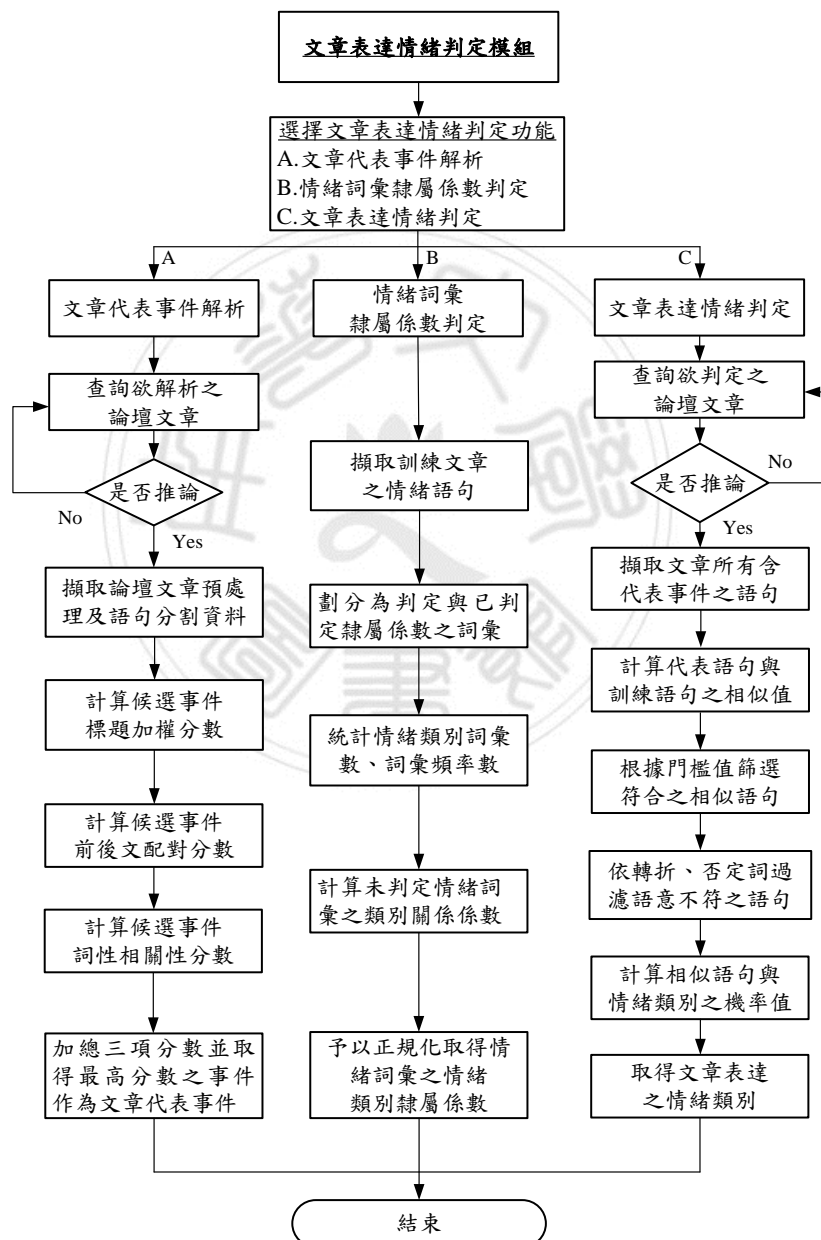 文章表達情緒判定模組
選擇文章表達情緒判定功能
A.文章代表事件解析
B.情緒詞彙隸屬係數判定
C.文章表達情緒判定
A
文章代表事件解析
查詢欲解析之
論壇文章
是否推論
No
Yes
擷取論壇文章預處
理及語句分割資料
計算候選事件
標題加權分數
計算候選事件
前後文配對分數
計算候選事件
詞性相關性分數
加總三項分數並取
得最高分數之事件
作為文章代表事件
B
情緒詞彙
隸屬係數判定
擷取訓練文章
之情緒語句
劃分為判定與已判
定隸屬係數之詞彙
統計情緒類別詞彙
數、詞彙頻率數
計算未判定情緒詞
彙之類別關係係數
予以正規化取得情
緒詞彙之情緒
類別隸屬係數
C
文章表達情緒判定
查詢欲判定之
論壇文章
是否推論
No
Yes
擷取文章所有含
代表事件之語句
計算代表語句與
訓練語句之相似值
根據門檻值篩選
符合之相似語句
依轉折、否定詞過
濾語意不符之語句
計算相似語句與
情緒類別之機率值
取得文章表達
之情緒類別
結束